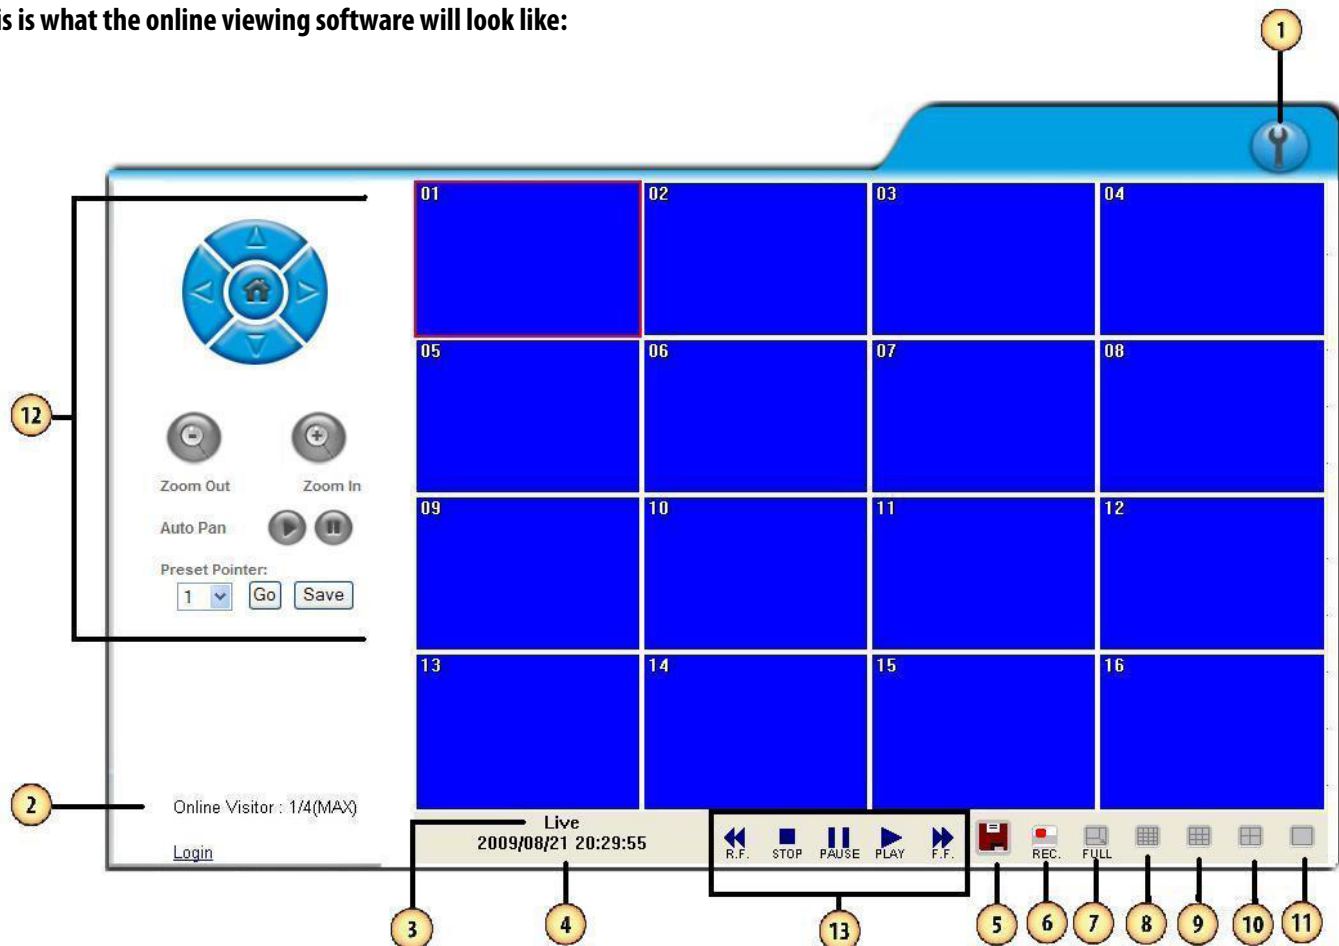 is is what the online viewing software will look like:
1
01 02 03 04
05 06 07 08
12
Zoom Out Zoom In
09 10 11 12
Auto Pan
Preset Pointer:
1 Go Save
13 14 15 16
2
Online Visitor : 1/4(MAX)
Live
2009/08/21 20:29:55
Login
R.F. STOP PAUSE PLAY F.F. REC. FULL
3 4 13 5 6 7 8 9 10 11